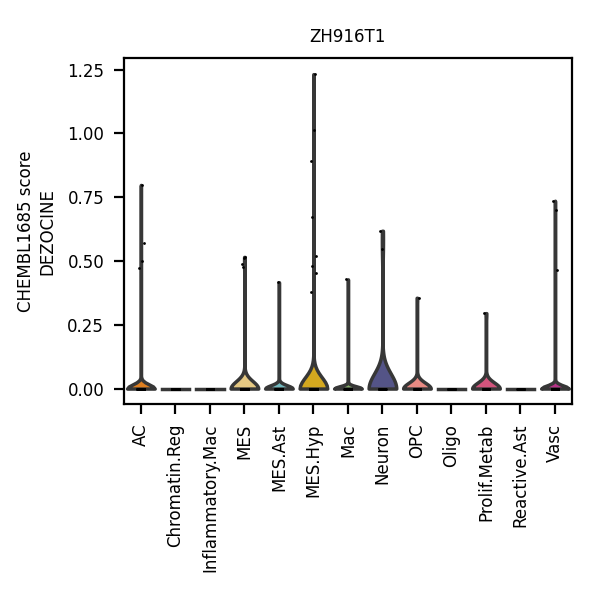 ZH916T1
CHEMBL1685 score
DEZOCINE
1.25
1.00
0.75
0.50
0.25
0.00
AC
Chromatin.Reg
Inflammatory.Mac
MES
MES.Ast
MES.Hyp
Mac
Neuron
OPC
Oligo
Prolif.Metab
Reactive.Ast
Vasc